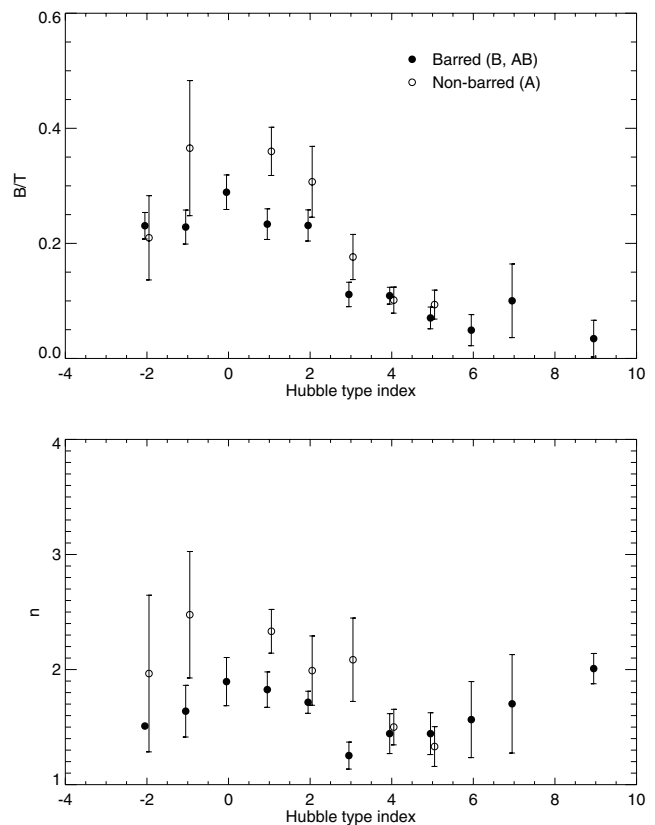 0.6
Barred (B, AB)
Non-barred (A)
0.4
B/T
0.2
0.0
-4 -2 0 2 4 6 8 10
Hubble type index
4
3
n
2
1
-4 -2 0 2 4 6 8 10
Hubble type index